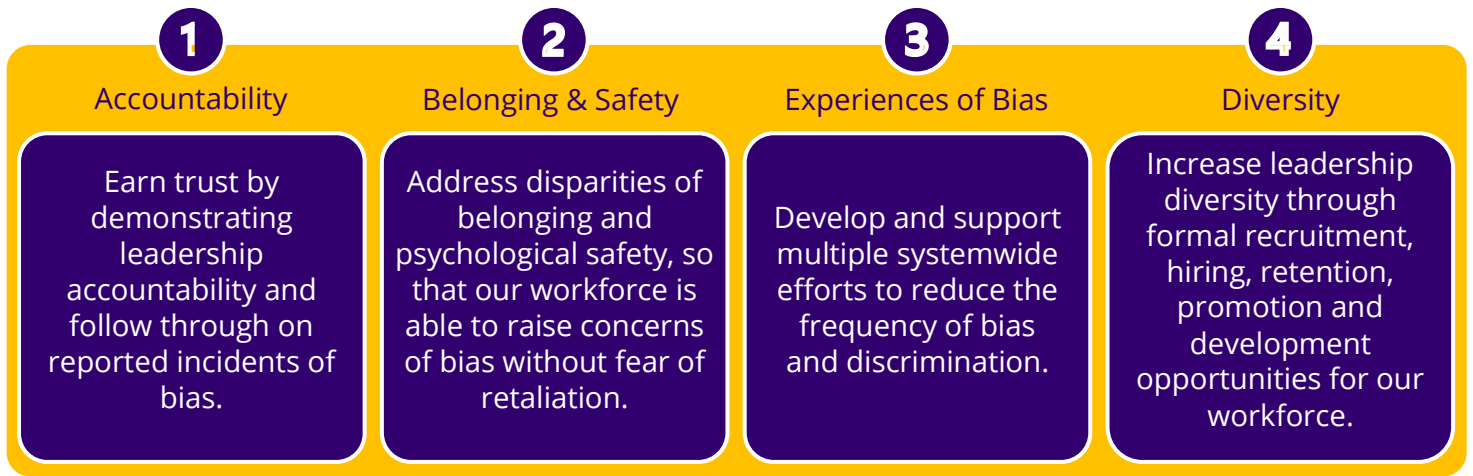 1
Accountability
Earn trust by
demonstrating
leadership
accountability and
follow through on
reported incidents of
bias.
2
Belonging & Safety
Address disparities of
belonging and
psychological safety, so
that our workforce is
able to raise concerns
of bias without fear of
retaliation.
3
Experiences of Bias
Develop and support
multiple systemwide
efforts to reduce the
frequency of bias
and discrimination.
4
Diversity
Increase leadership
diversity through
formal recruitment,
hiring, retention,
promotion and
development
opportunities for our
workforce.